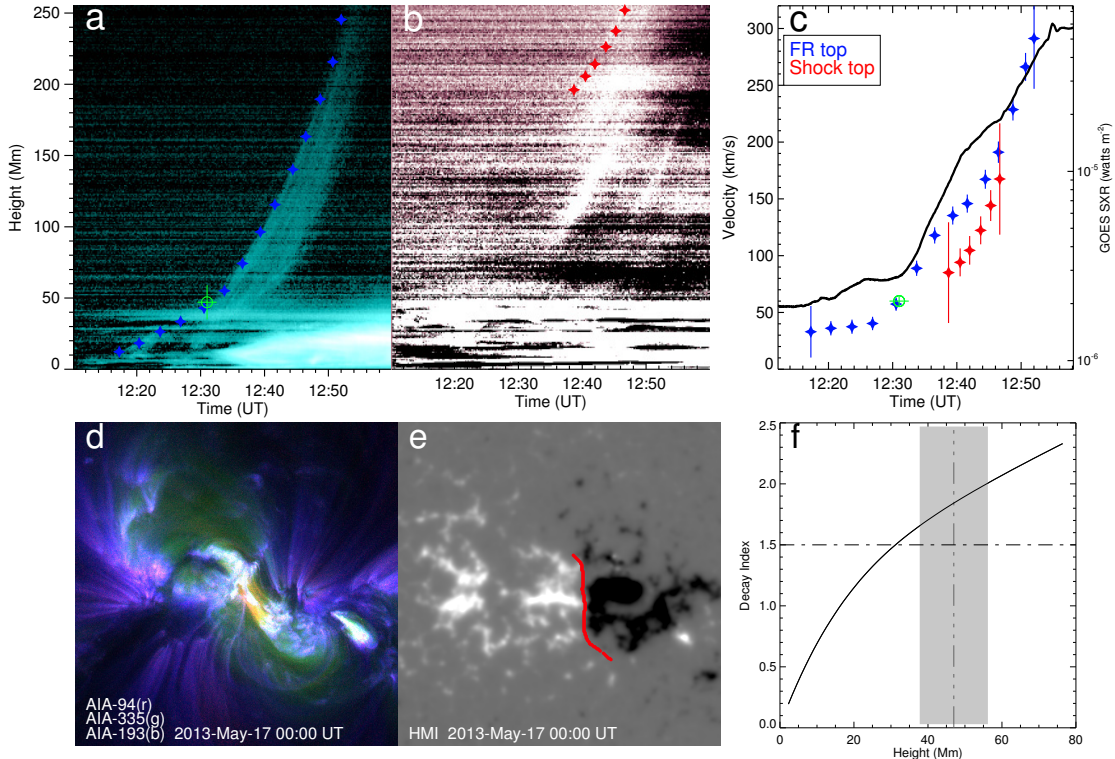 a
b
c
250
200
150
100
50
0
Height (Mm)
12:20 12:30 12:40 12:50
Time (UT)
12:20 12:30 12:40 12:50
Time (UT)
FR top
Shock top
300
250
200
150
100
50
0
Velocity (km/s)
10-5
10-6
GOES SXR (watts m-2)
12:20 12:30 12:40 12:50
Time (UT)
d
AIA-94(r)
AIA-335(g)
AIA-193(b) 2013-May-17 00:00 UT
e
HMI 2013-May-17 00:00 UT
f
2.5
2.0
1.5
1.0
0.5
0.0
Decay Index
0 20 40 60 80
Height (Mm)